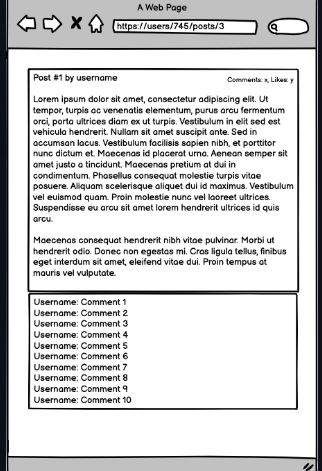 A Web Page
https://users/745/posts/3
Post #1 by username
Comments: x, Likes: y
Lorem ipsum dolor sit amet, consectetur adipiscing elit. Ut
tempor, turpis ac venenatis elementum, purus arcu fermentum
orci, porta ultrices diam ex ut turpis. Vestibulum in elit sed est
vehicula hendrerit. Nullam sit amet suscipit ante. Sed in
accumsan lacus. Vestibulum facilisis sapien nibh, et porttitor
nunc dictum et. Maecenas id placerat urna. Aenean semper sit
amet justo a tincidunt. Maecenas pretium at dui in
condimentum. Phasellus consequat molestie turpis vitae
posuere. Aliquam scelerisque aliquet dui id maximus. Vestibulum
vel euismod quam. Proin molestie nunc vel laoreet ultrices.
Suspendisse eu arcu sit amet lorem hendrerit ultrices id quis
arcu.
Maecenas consequat hendrerit nibh vitae pulvinar. Morbi ut
hendrerit odio. Donec non egestas mi. Cras ligula tellus, finibus
eget interdum sit amet, eleifend vitae dui. Proin tempus at
mauris vel vulputate.
Username: Comment 1
Username: Comment 2
Username: Comment 3
Username: Comment 4
Username: Comment 5
Username: Comment 6
Username: Comment 7
Username: Comment 8
Username: Comment 9
Username: Comment 10